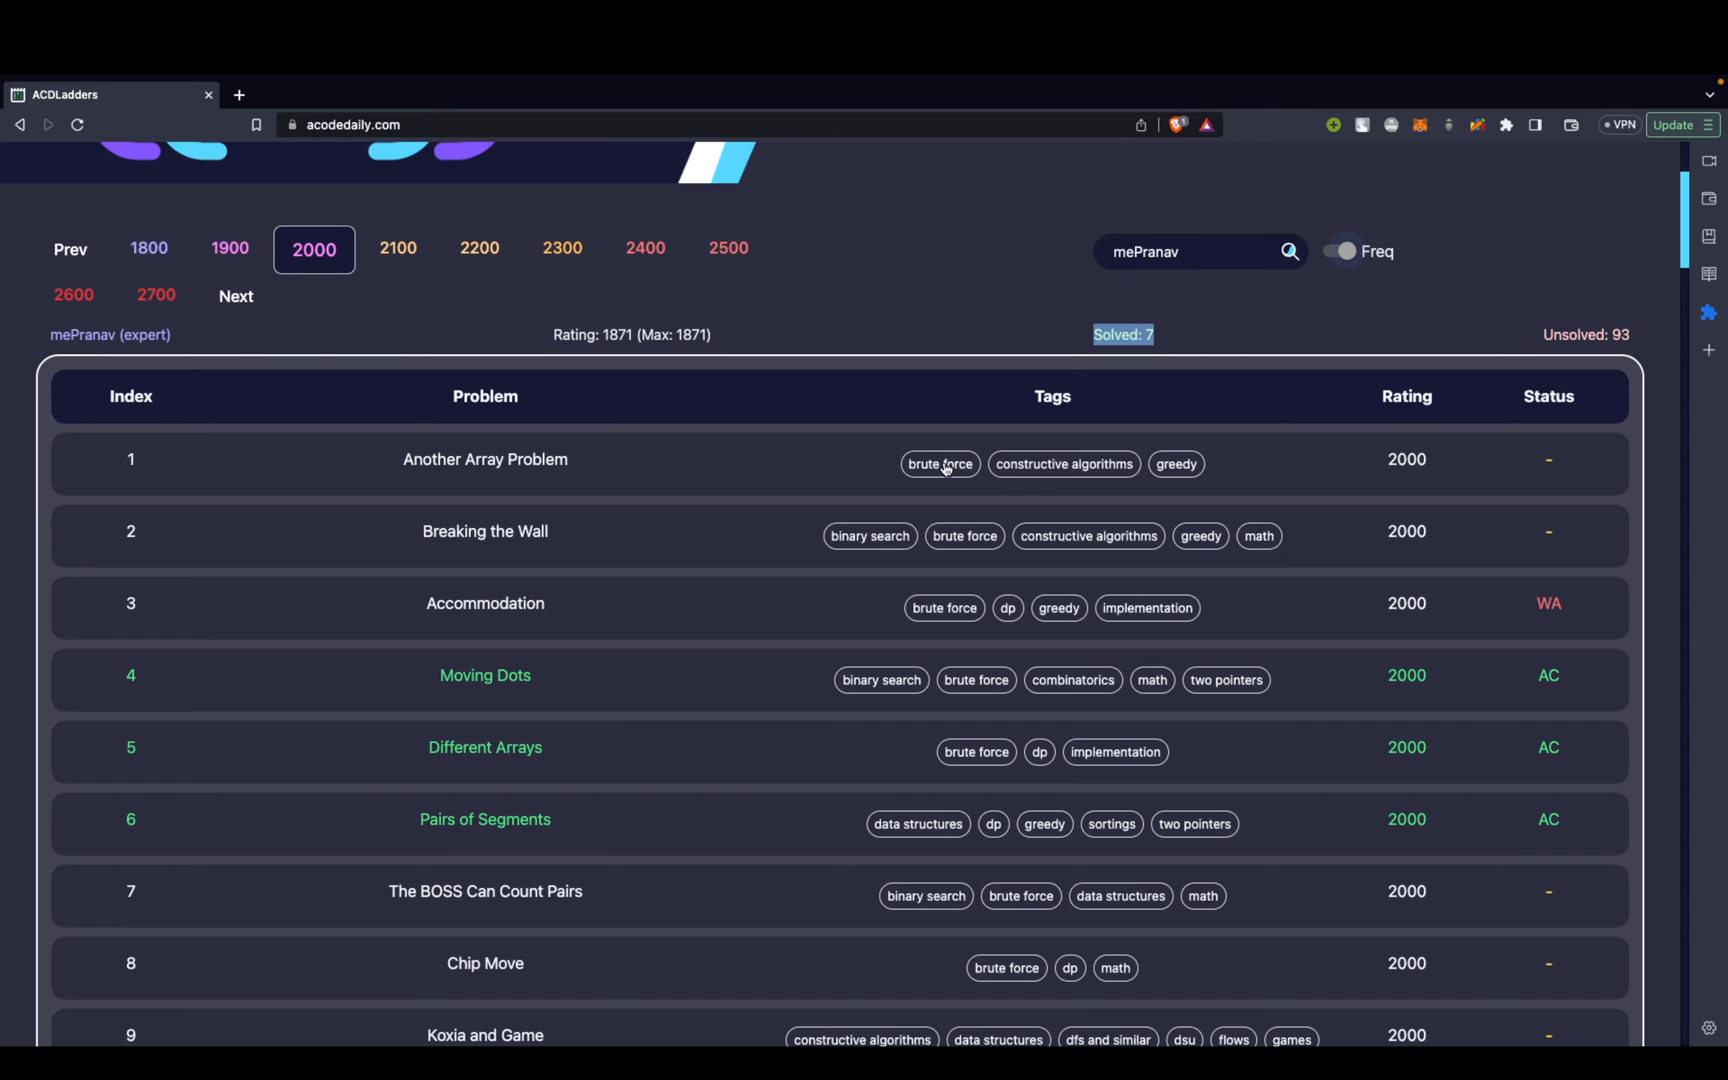 ACDLadders
acodedaily.com
VPN
Update
Prev 1800 1900 2000 2100 2200 2300 2400 2500
mePranav
Freq
2600 2700 Next
mePranav (expert) Rating: 1871 (Max: 1871) Solved: 7 Unsolved: 93
Index Problem Tags Rating Status
1 Another Array Problem brute force constructive algorithms greedy 2000 -
2 Breaking the Wall binary search brute force constructive algorithms greedy math 2000 -
3 Accommodation brute force dp greedy implementation 2000 WA
4 Moving Dots binary search brute force combinatorics math two pointers 2000 AC
5 Different Arrays brute force dp implementation 2000 AC
6 Pairs of Segments data structures dp greedy sortings two pointers 2000 AC
7 The BOSS Can Count Pairs binary search brute force data structures math 2000 -
8 Chip Move brute force dp math 2000 -
9 Koxia and Game constructive algorithms data structures dfs and similar dsu flows games 2000 -